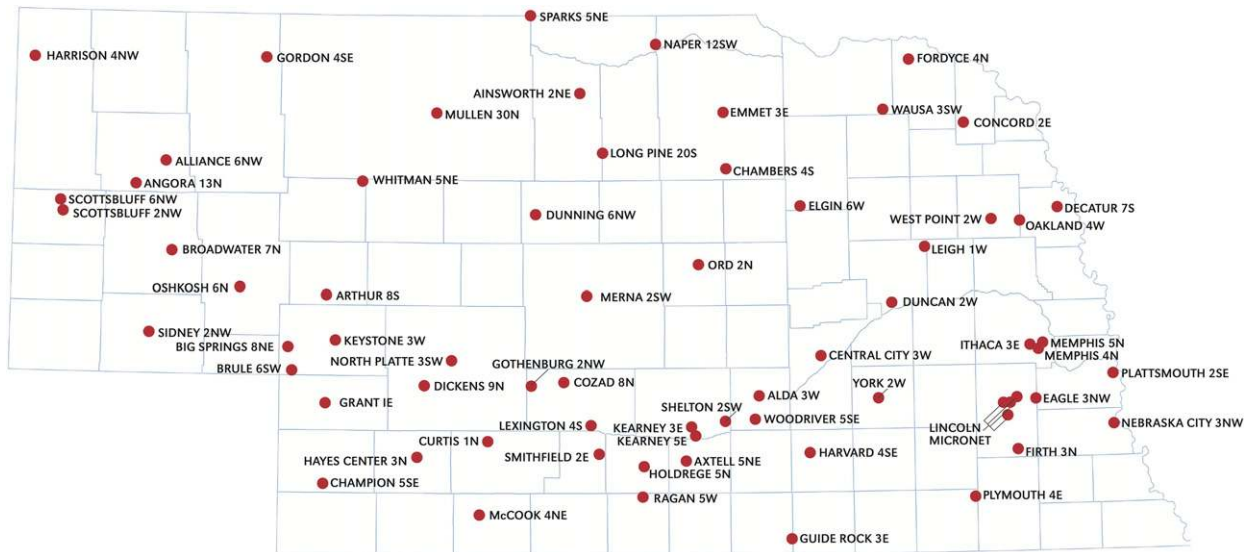 SPARKS 5NE
NAPER 12SW
HARRISON 4NW
GORDON 4SE
FORDYCE 4N
AINSWORTH 2NE
MULLEN 30N
EMMET 3E
WAUSA 3SW
CONCORD 2E
LONG PINE 20S
ALLIANCE 6NW
CHAMBERS 4S
ANGORA 13N
WHITMAN 5NE
SCOTTSBLUFF 6NW
SCOTTSBLUFF 2NW
DUNNING 6NW
ELGIN 6W
DECATUR 7S
WEST POINT 2W
OAKLAND 4W
BROADWATER 7N
LEIGH 1W
ORD 2N
OSHKOSH 6N
ARTHUR 8S
MERNA 2SW
DUNCAN 2W
SIDNEY 2NW
KEYSTONE 3W
BIG SPRINGS 8NE
ITHACA 3E
MEMPHIS 5N
MEMPHIS 4N
NORTH PLATTE 3SW
GOTHENBURG 2NW
CENTRAL CITY 3W
BRULE 6SW
PLATTSMOUTH 2SE
DICKENS 9N
COZAD 8N
YORK 2W
ALDA 3W
EAGLE 3NW
GRANT IE
SHELTON 2SW
WOODRIVER 5SE
LEXINGTON 4S
KEARNEY 3E
KEARNEY 5E
LINCOLN
MICRONET
NEBRASKA CITY 3NW
CURTIS 1N
HAYES CENTER 3N
SMITHFIELD 2E
AXTELL 5NE
HARVARD 4SE
FIRTH 3N
HOLDREGE 5N
CHAMPION 5SE
RAGAN 5W
PLYMOUTH 4E
McCOOK 4NE
GUIDE ROCK 3E